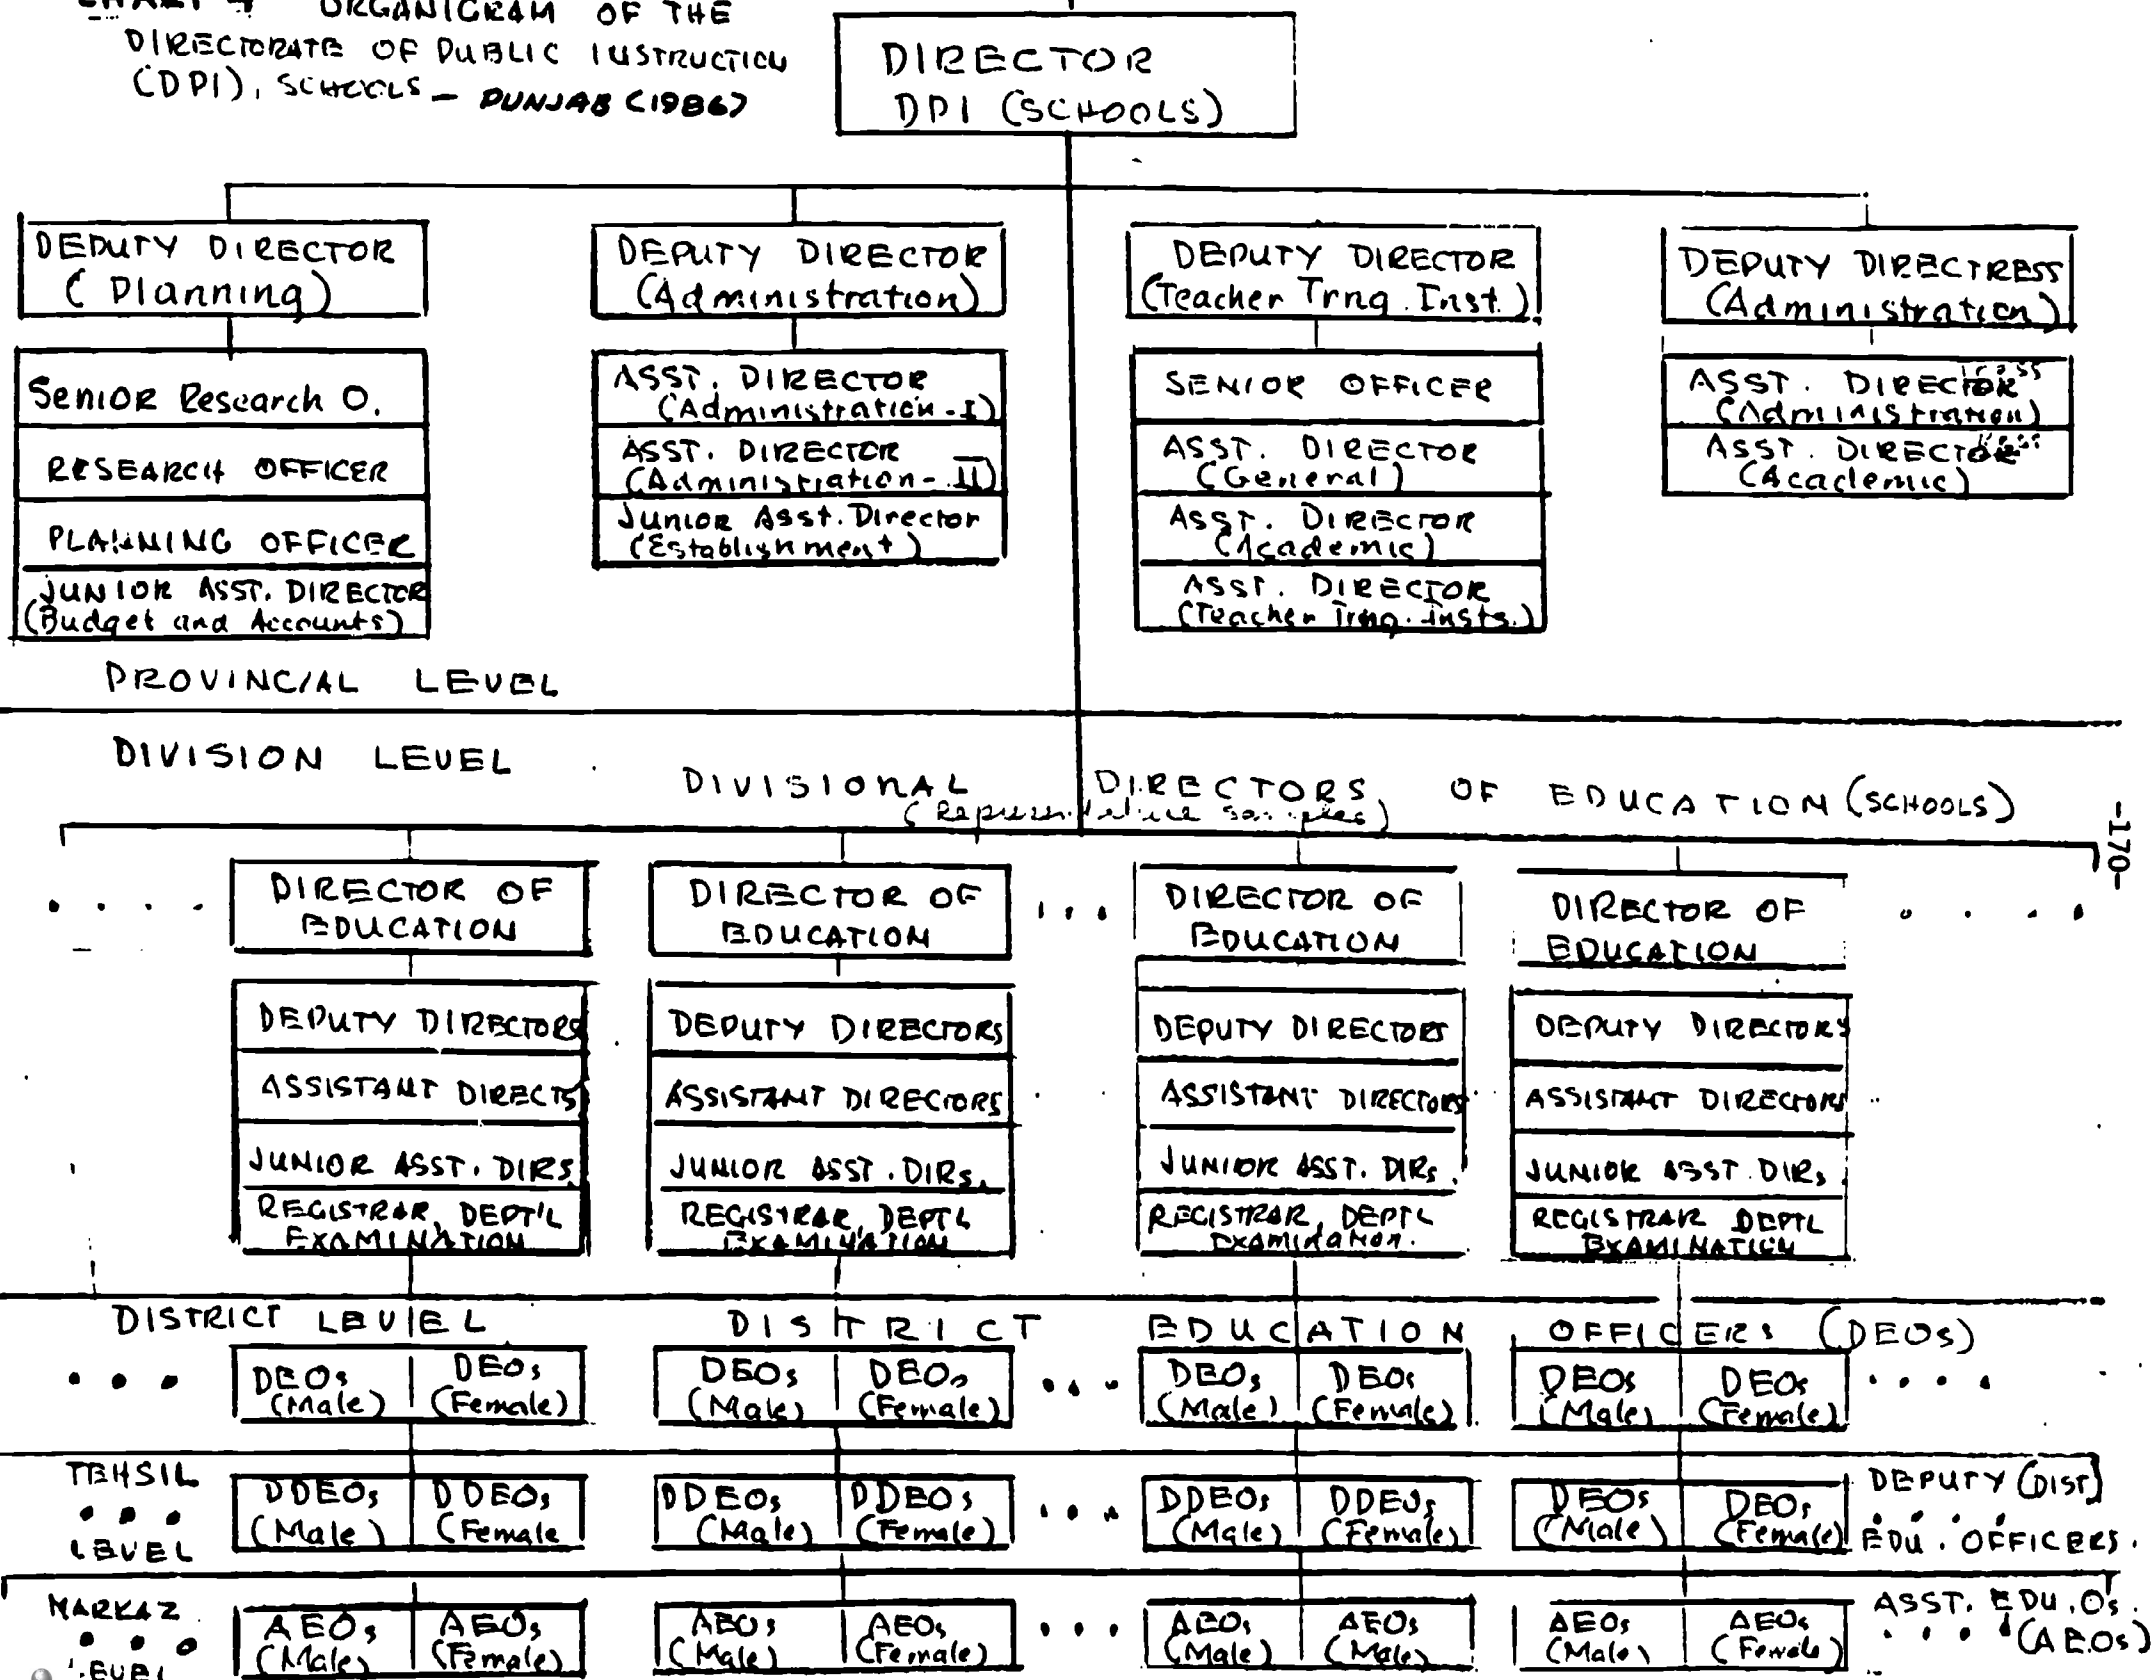 CHART 4 ORGANIGRAM OF THE
DIRECTORATE OF PUBLIC INSTRUCTION
(DPI), SCHOOLS - PUNJAB (1986)
DIRECTOR
DPI (SCHOOLS)
DEPUTY DIRECTOR
(Planning)
Senior Research O.
RESEARCH OFFICER
PLANNING OFFICER
JUNIOR ASST. DIRECTOR
(Budget and Accounts)
DEPUTY DIRECTOR
(Administration)
ASST. DIRECTOR
(Administration-I)
ASST. DIRECTOR
(Administration-II)
Junior Asst. Director
(Establishment)
DEPUTY DIRECTOR
(Teacher Trng. Inst.)
SENIOR OFFICER
ASST. DIRECTOR
(General)
ASST. DIRECTOR
(Academic)
ASST. DIRECTOR
(Teacher Trng. insts.)
DEPUTY DIRECTRESS
(Administration)
ASST.
(Administration)
ASST.
(Academic)
PROVINCIAL LEVEL
DIVISION LEVEL
DIVISIONAL DIRECTORS OF EDUCATION (SCHOOLS)
(Representative samples)
-170-
. . . .
DIRECTOR OF
EDUCATION
DEPUTY DIRECTORS
ASSISTANT DIRECTS
JUNIOR ASST. DIRS.
REGISTRAR, DEPT'L
EXAMINATION
DIRECTOR OF
EDUCATION
DEPUTY DIRECTORS
ASSISTANT DIRECTORS
JUNIOR ASST. DIRS.
REGISTRAR, DEPTL
EXAMINATION
. . .
DIRECTOR OF
EDUCATION
DEPUTY DIRECTORS
ASSISTANT DIRECTORS
JUNIOR ASST. DIRS.
REGISTRAR, DEPTL
Examination.
DIRECTOR OF
EDUCATION
DEPUTY DIRECTORS
ASSISTANT DIRECTORS
JUNIOR ASST. DIRS.
REGISTRAR DEPTL
EXAMINATION
. . . .
DISTRICT LEVEL DISTRICT EDUCATION OFFICERS (DEOs)
. . . DEOs DEOs DEOs DEOs . . . DEOs DEOs DEOs DEOs . . . .
(Male) (Female) (Male) (Female) (Male) (Female) (Male) (Female)
TEHSIL DDEOs DDEOs DDEOs DDEOs . . . DDEOs DDEOs DEOs DEOs DEPUTY (DIST)
. . . (Male) (Female (Male) (Female) (Male) (Female) (Male) (Female) . . . .
LEVEL EDU. OFFICERS.
MARKAZ AEOs AEOs AEOs AEOs . . . AEOs AEOs AEOs AEOs ASST. EDU. O's.
. . . (Male) (Female) (Male) (Female) (Male) (Male) (Male) (Female) . . . . (AEOs)
LEVEL